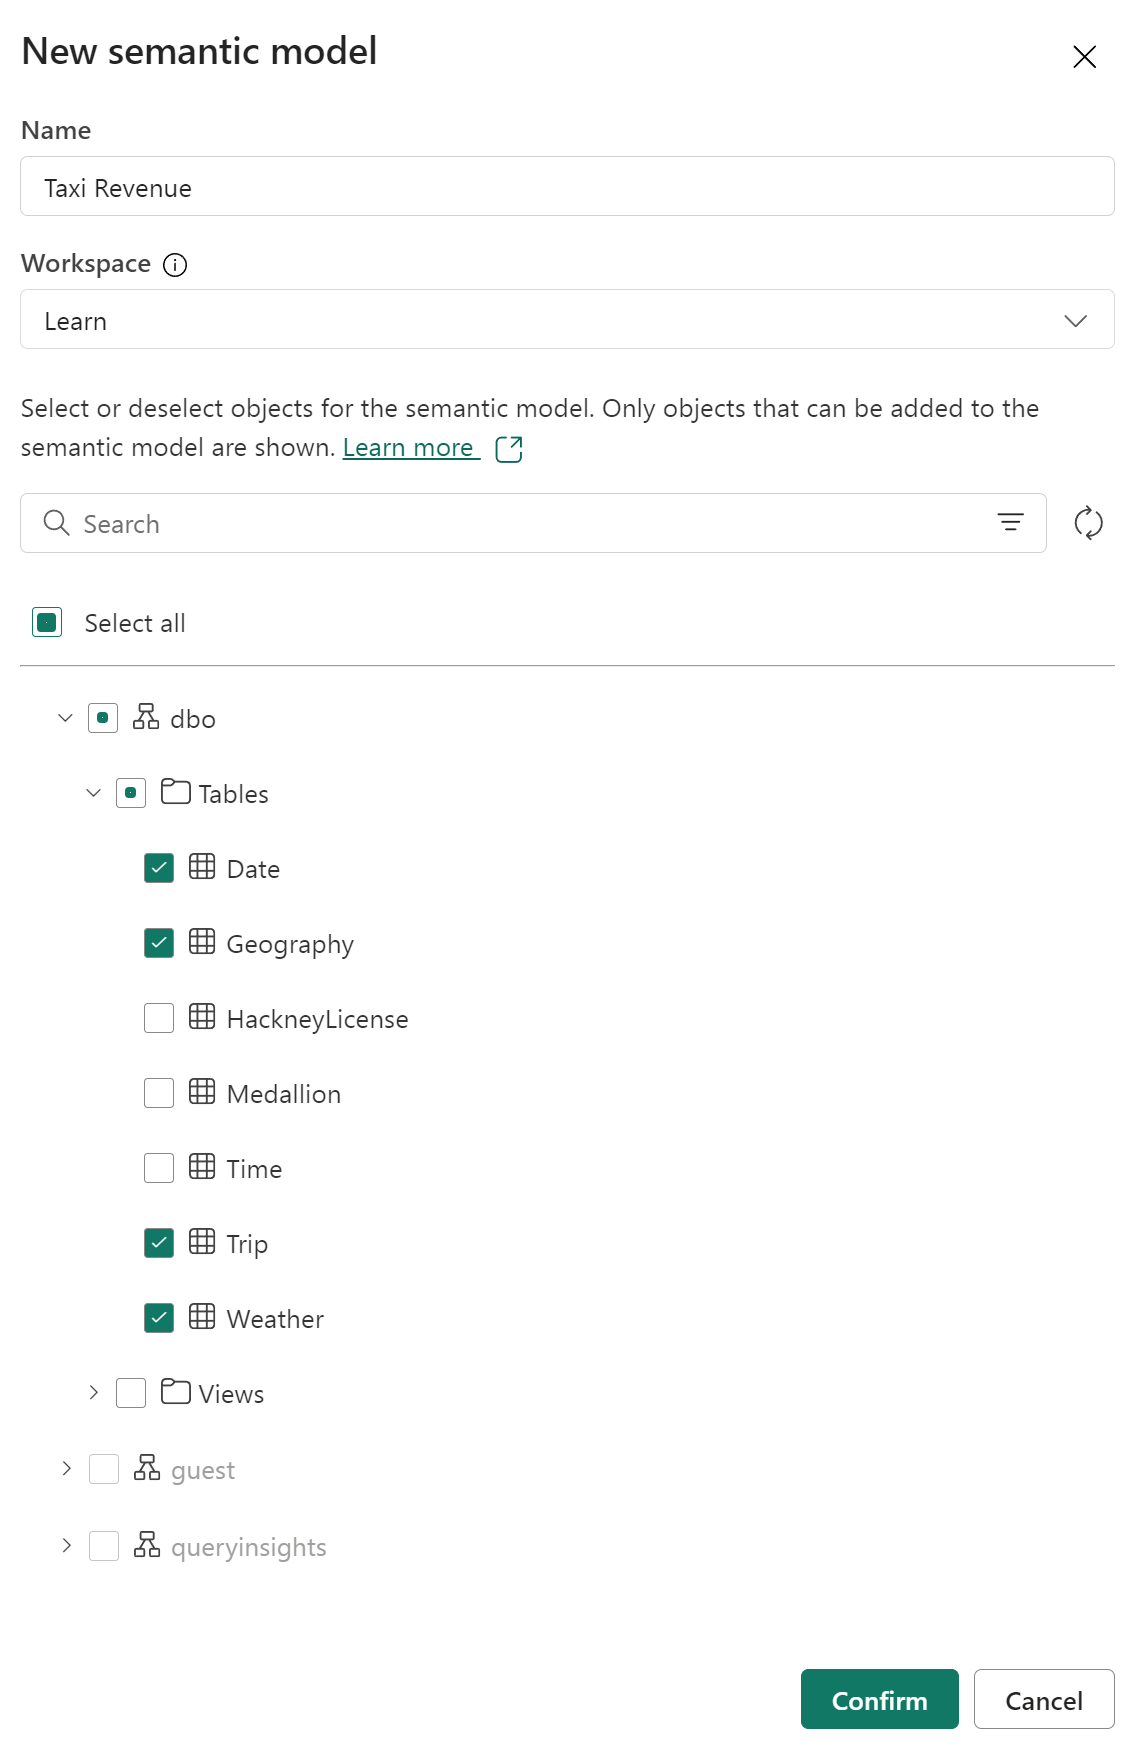 New semantic model
Name
Taxi Revenue
Workspace
Learn
Select or deselect objects for the semantic model. Only objects that can be added to the
semantic model are shown. Learn more
Search
Select all
dbo
Tables
Date
Geography
HackneyLicense
Medallion
Time
Trip
Weather
Views
guest
queryinsights
Confirm Cancel